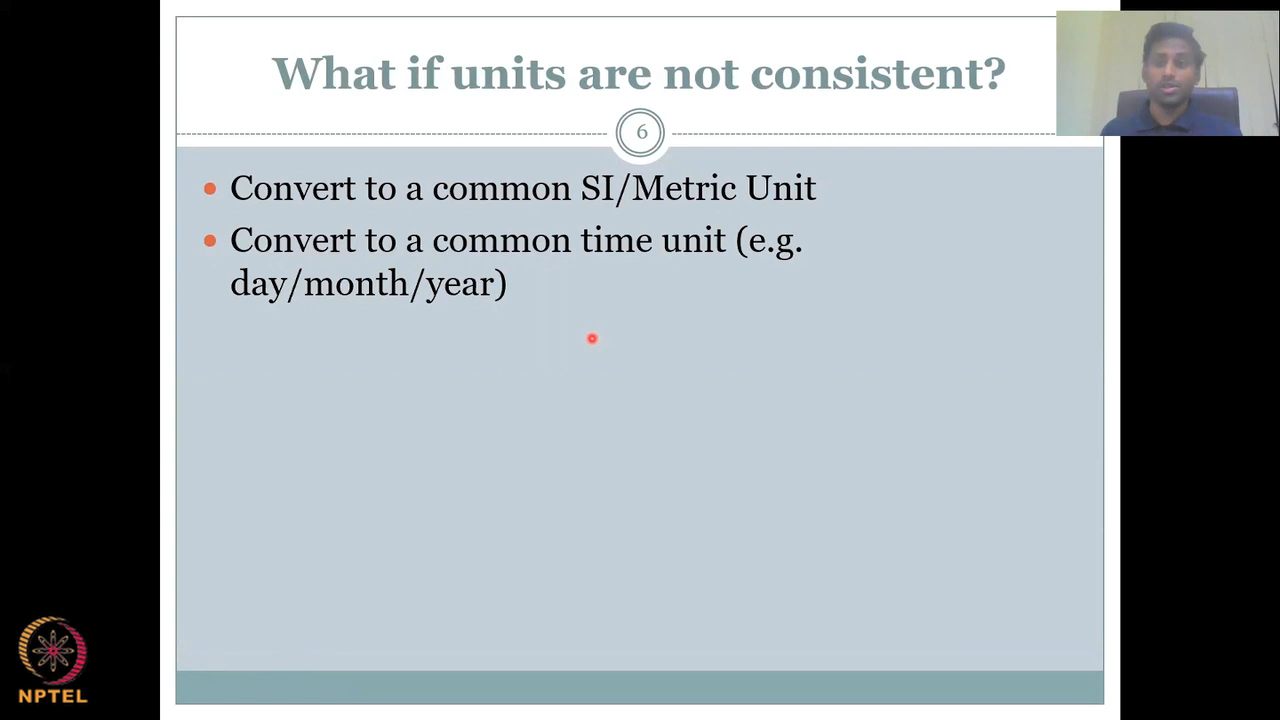 What if units are not consistent?
6
• Convert to a common SI/Metric Unit
• Convert to a common time unit (e.g.
day/month/year)
NPTEL